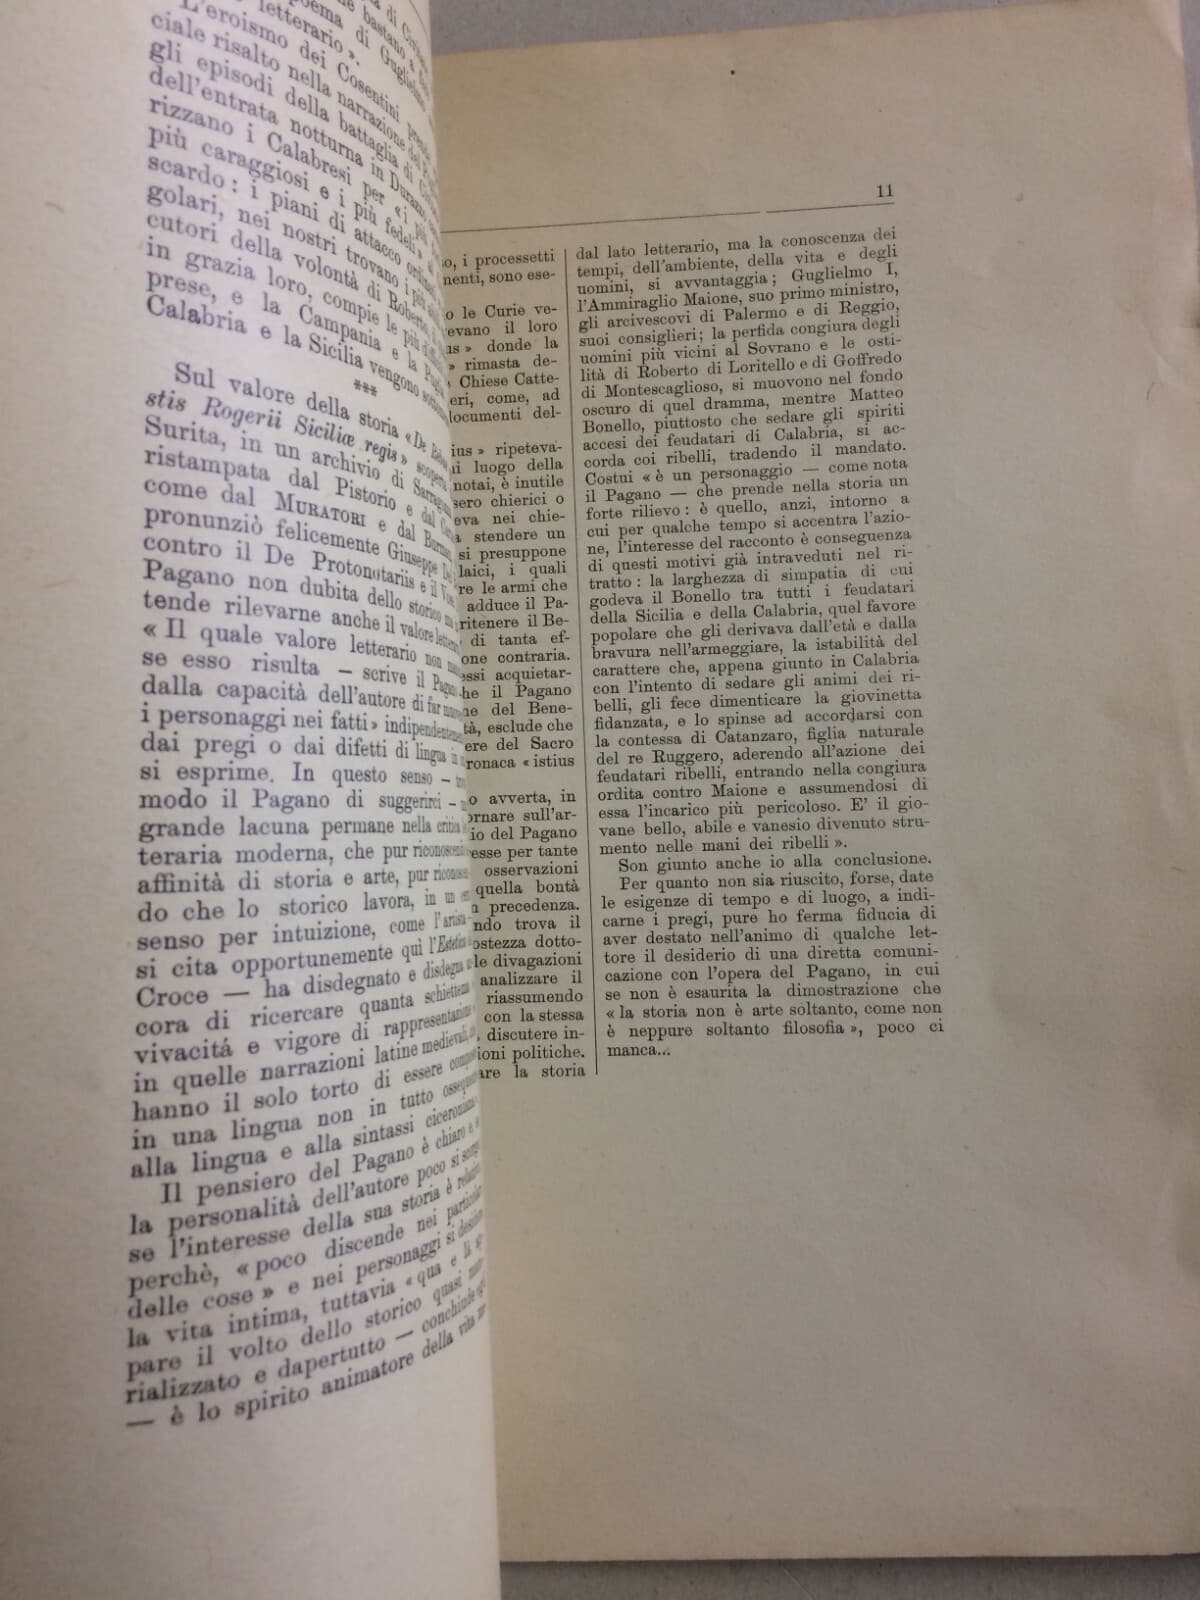 letterario ».
L'eroismo dei Cosentini
ciale risalto nella narrazione del
gli episodi della battaglia di
dell'entrata notturna in Durazzo
rizzano i Calabresi per « i più
più caraggiosi e i più fedeli »
scardo : i piani di attacco
golari, nei nostri trovano i più
cutori della volontà di Roberto,
in grazia loro, compie le più
prese, e la Campania e la Puglia
Calabria e la Sicilia vengono
***
Sul valore della storia « De
stis Rogerii Siciliæ regis »
Surita, in un archivio di
ristampata dal Pistorio e dal
come dal MURATORI e dal
pronunziò felicemente Giuseppe
contro il De Protonotariis e il
Pagano non dubita dello storico
tende rilevarne anche il valore
« Il quale valore letterario non
se esso risulta — scrive il
dalla capacità dell'autore di far
i personaggi nei fatti »
dai pregi o dai difetti di lingua in
si esprime. In questo senso —
modo il Pagano di suggerirci —
grande lacuna permane nella critica
teraria moderna, che pur
affinità di storia e arte, pur
do che lo storico lavora, in un
senso per intuizione, come
si cita opportunemente qui
Croce — ha disdegnato e disdegna
cora di ricercare quanta schiettezza
vivacitá e vigore di
in quelle narrazioni latine medievali,
hanno il solo torto di essere
in una lingua non in tutto
alla lingua e alla sintassi
Il pensiero del Pagano è chiaro
la personalità dell'autore poco si
se l'interesse della sua storia è
perchè, « poco discende nei
delle cose » e nei personaggi si
la vita intima, tuttavia « qua e là
pare il volto dello storico quasi
rializzato e dapertutto —
— è lo spirito animatore della vita
11
o, i processetti
nenti, sono ese-
o le Curie ve-
evano il loro
us » donde la
» rimasta de-
Chiese Catte-
eri, come, ad
locumenti del-
ius » ripeteva-
luogo della
notai, è inutile
sero chierici o
eva nei chie-
a stendere un
si presuppone
laici, i quali
re le armi che
adduce il Pa-
ritenere il Be-
di tanta ef-
one contraria.
essi acquietar-
he il Pagano
ne del Bene-
tà, esclude che
ere del Sacro
ronaca « istius
o avverta, in
ornare sull'ar-
io del Pagano
esse per tante
osservazioni
quella bontà
precedenza.
ndo trova il
ostezza dotto-
le divagazioni
analizzare il
riassumendo
con la stessa
, discutere in-
ioni politiche.
are la storia
dal lato letterario, ma la conoscenza dei
tempi, dell'ambiente, della vita e degli
uomini, si avvantaggia ; Guglielmo I,
l'Ammiraglio Maione, suo primo ministro,
gli arcivescovi di Palermo e di Reggio,
suoi consiglieri; la perfida congiura degli
uomini più vicini al Sovrano e le osti-
lità di Roberto di Loritello e di Goffredo
di Montescaglioso, si muovono nel fondo
oscuro di quel dramma, mentre Matteo
Bonello, piuttosto che sedare gli spiriti
accesi dei feudatari di Calabria, si ac-
corda coi ribelli, tradendo il mandato.
Costui « è un personaggio — come nota
il Pagano — che prende nella storia un
forte rilievo : è quello, anzi, intorno a
cui per qualche tempo si accentra l'azio-
ne, l'interesse del racconto è conseguenza
di questi motivi già intraveduti nel ri-
tratto : la larghezza di simpatia di cui
godeva il Bonello tra tutti i feudatari
della Sicilia e della Calabria, quel favore
popolare che gli derivava dall'età e dalla
bravura nell'armeggiare, la istabilità del
carattere che, appena giunto in Calabria
con l'intento di sedare gli animi dei ri-
belli, gli fece dimenticare la giovinetta
fidanzata, e lo spinse ad accordarsi con
la contessa di Catanzaro, figlia naturale
del re Ruggero, aderendo all'azione dei
feudatari ribelli, entrando nella congiura
ordita contro Maione e assumendosi di
essa l'incarico più pericoloso. E' il gio-
vane bello, abile e vanesio divenuto stru-
mento nelle mani dei ribelli ».
Son giunto anche io alla conclusione.
Per quanto non sia riuscito, forse, date
le esigenze di tempo e di luogo, a indi-
carne i pregi, pure ho ferma fiducia di
aver destato nell'animo di qualche let-
tore il desiderio di una diretta comuni-
cazione con l'opera del Pagano, in cui
se non è esaurita la dimostrazione che
« la storia non è arte soltanto, come non
è neppure soltanto filosofia », poco ci
manca...